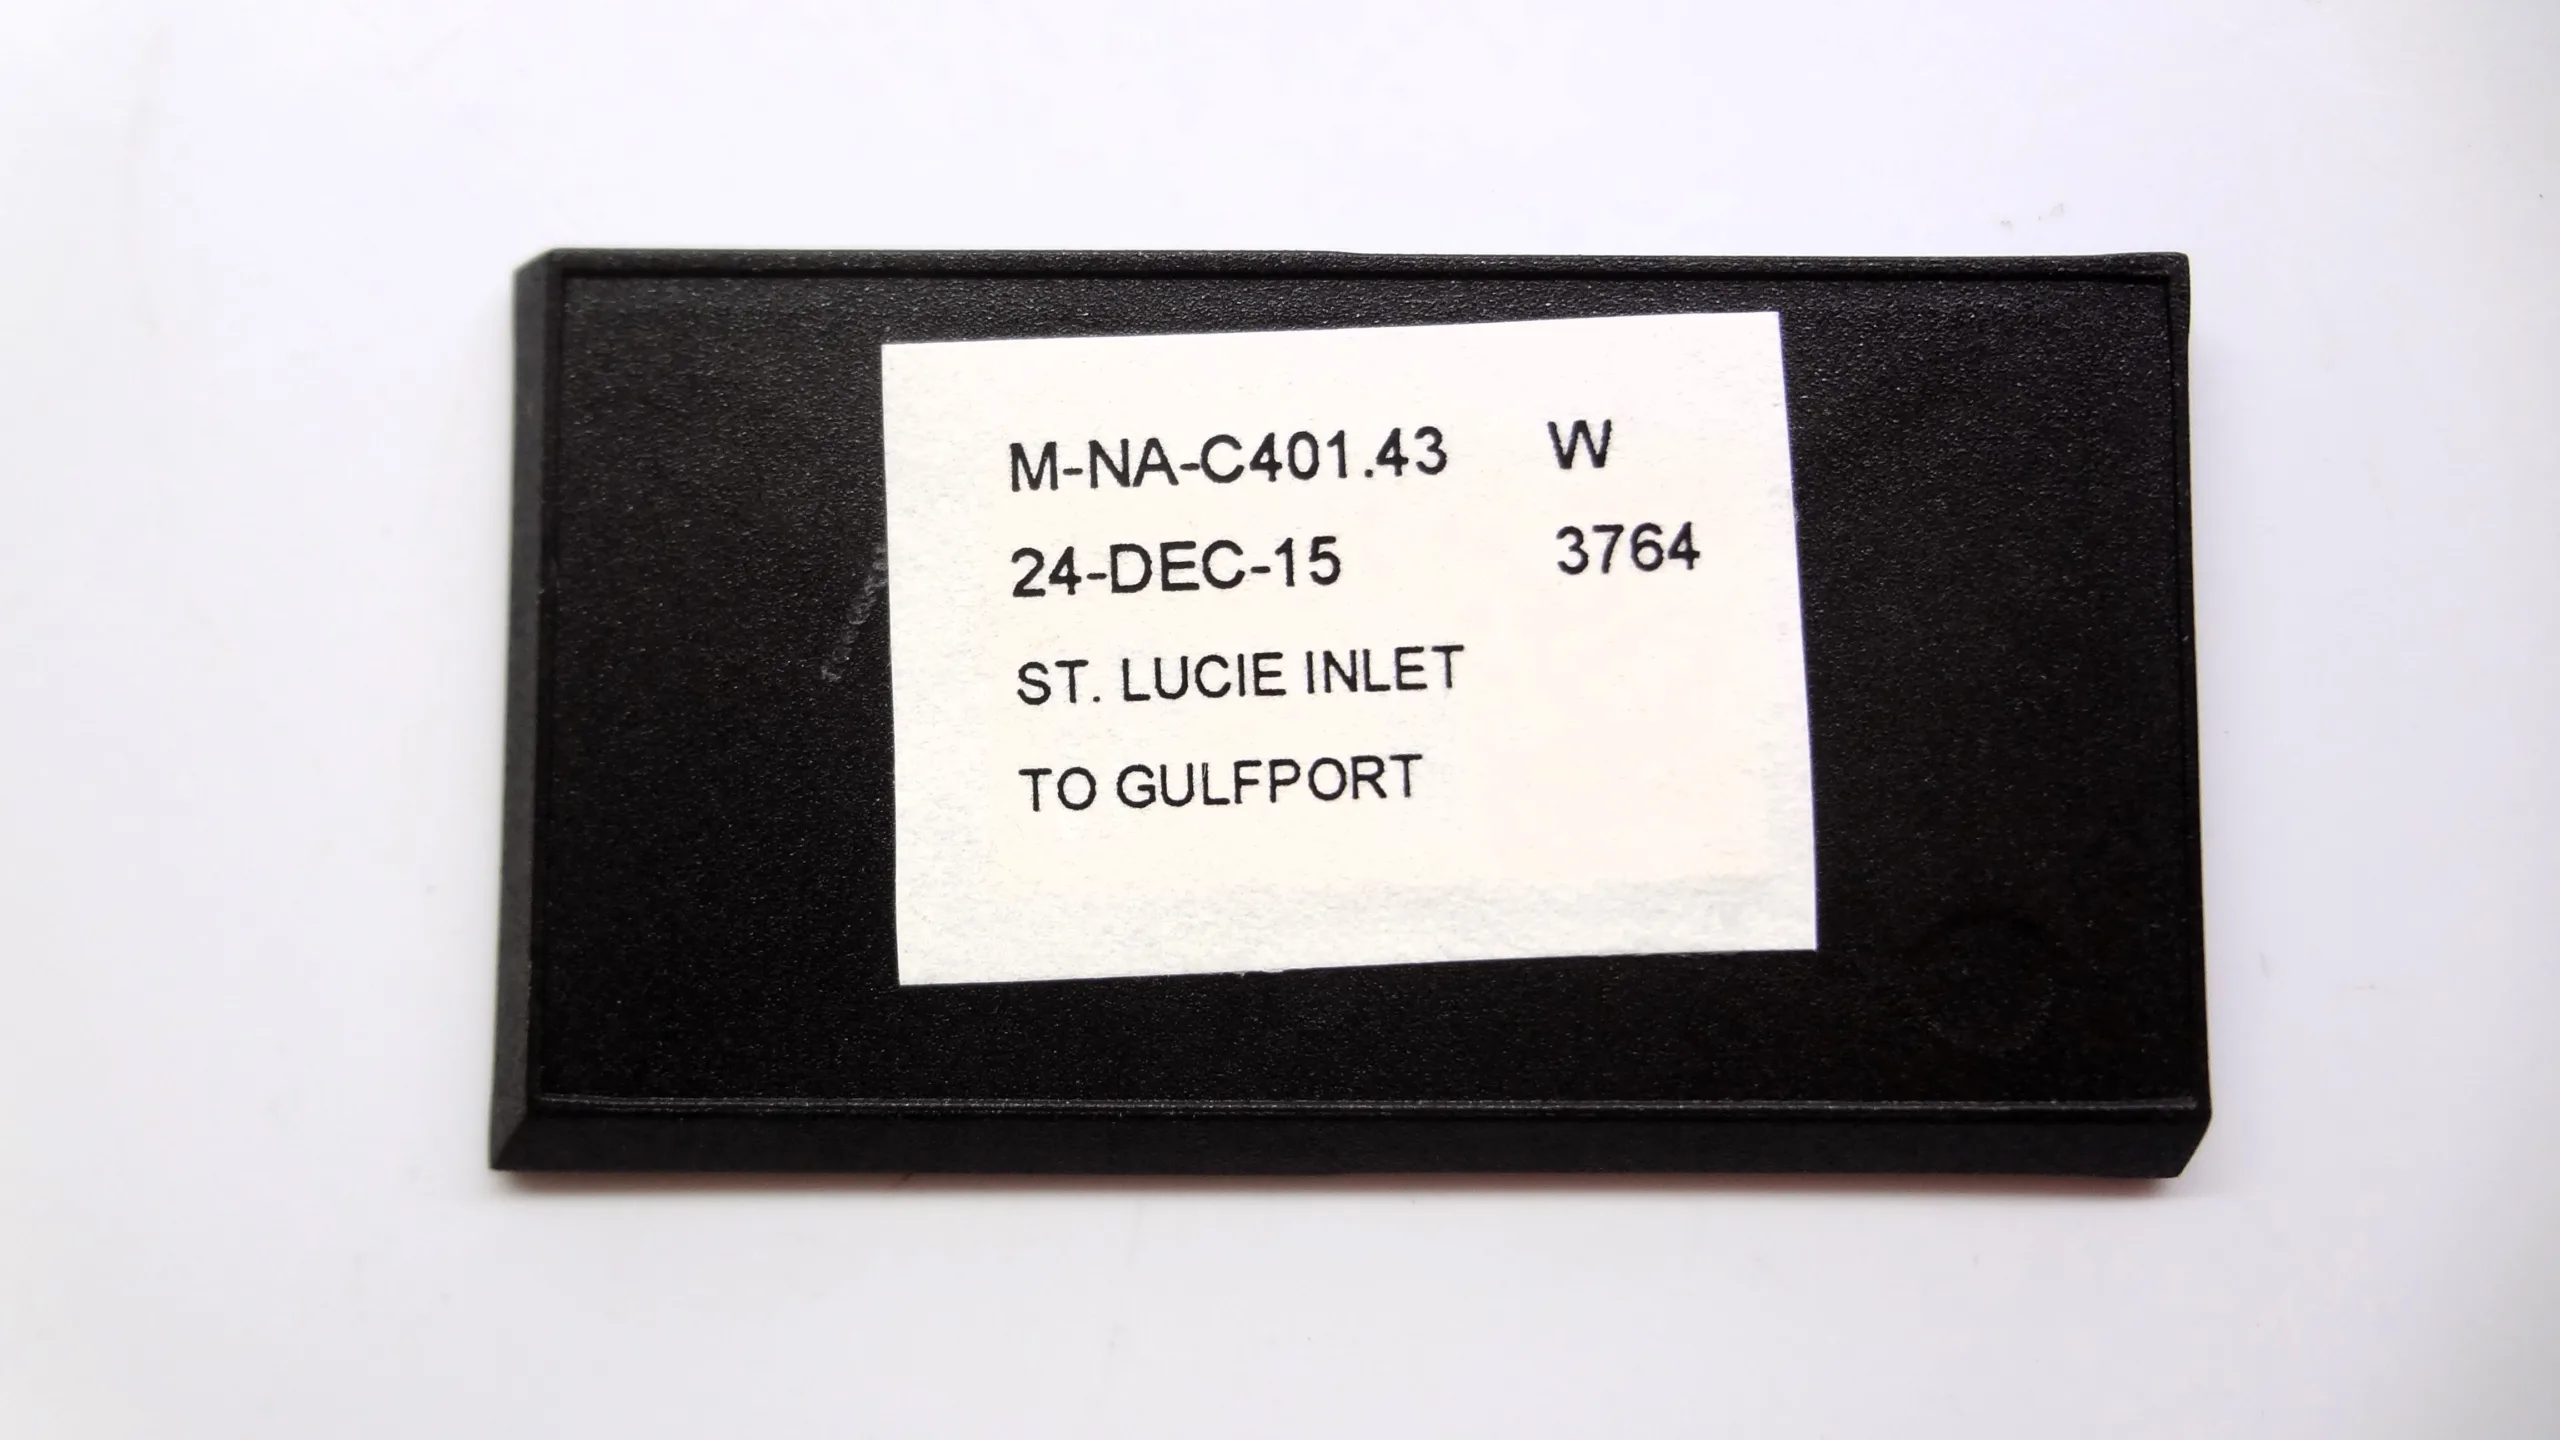 M-NA-C401.43 W
24-DEC-15 3764
ST. LUCIE INLET
TO GULFPORT